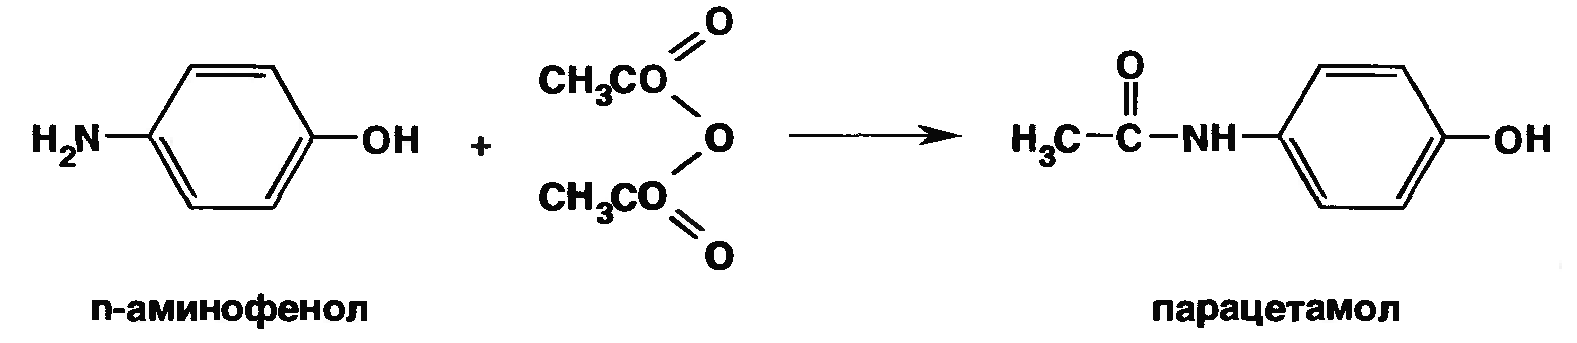 O
CH₃CO
O
H₂N
OH
+
O
H₃C
C
NH
OH
CH₃CO
O
п-аминофенол
парацетамол